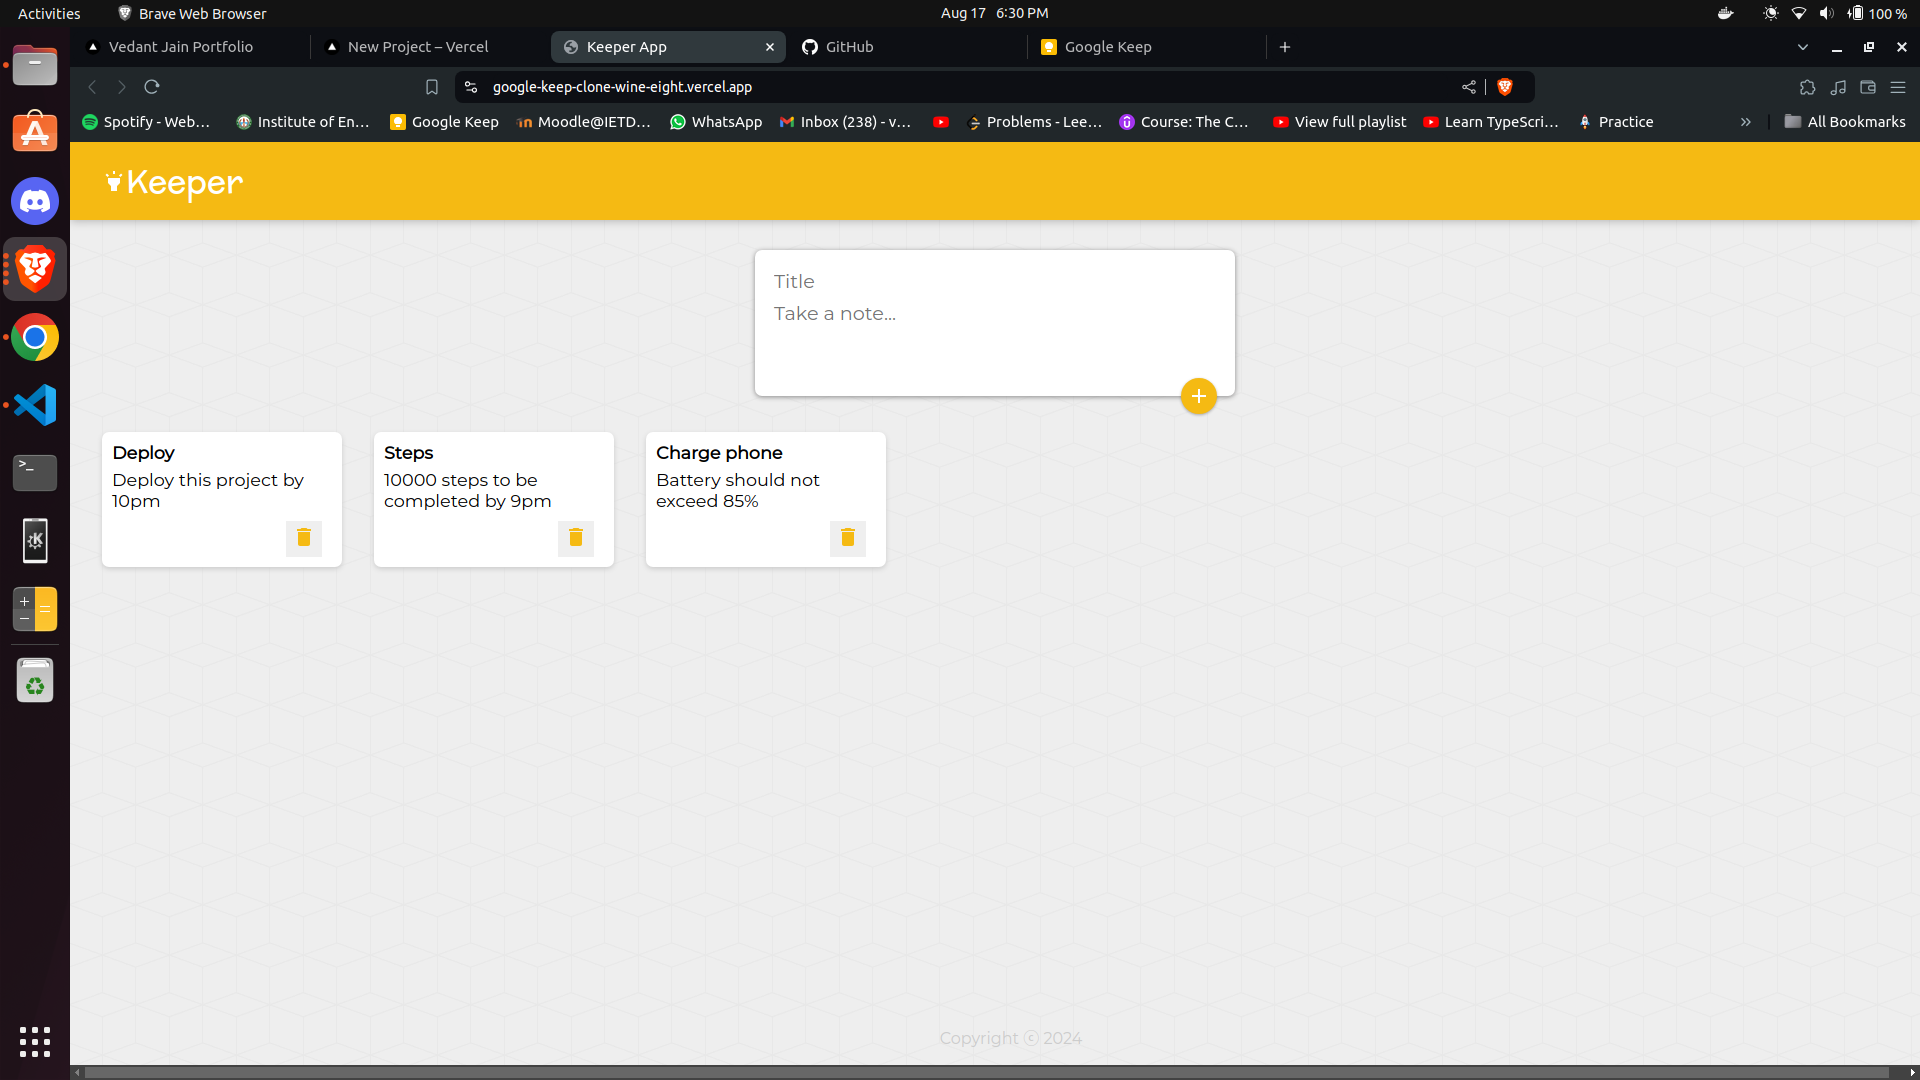 Activities
Brave Web Browser
Aug 17 6:30 PM
100 %
Vedant Jain Portfolio
New Project – Vercel
Keeper App
GitHub
Google Keep
google-keep-clone-wine-eight.vercel.app
Spotify - Web...
Institute of En...
Google Keep
Moodle@IETD...
WhatsApp
Inbox (238) - v...
Problems - Lee...
Course: The C...
View full playlist
Learn TypeScri...
Practice
All Bookmarks
Keeper
Title
Take a note...
Deploy
Deploy this project by
10pm
Steps
10000 steps to be
completed by 9pm
Charge phone
Battery should not
exceed 85%
Copyright ⓒ 2024